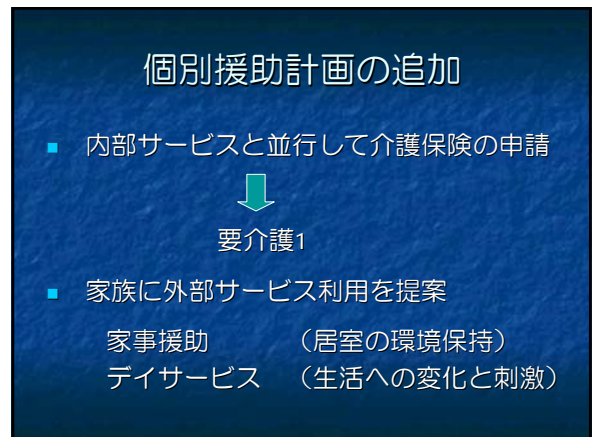 個別援助計画の追加
内部サービスと並行して介護保険の申請
要介護1
家族に外部サービス利用を提案
家事援助 （居室の環境保持）
デイサービス （生活への変化と刺激）